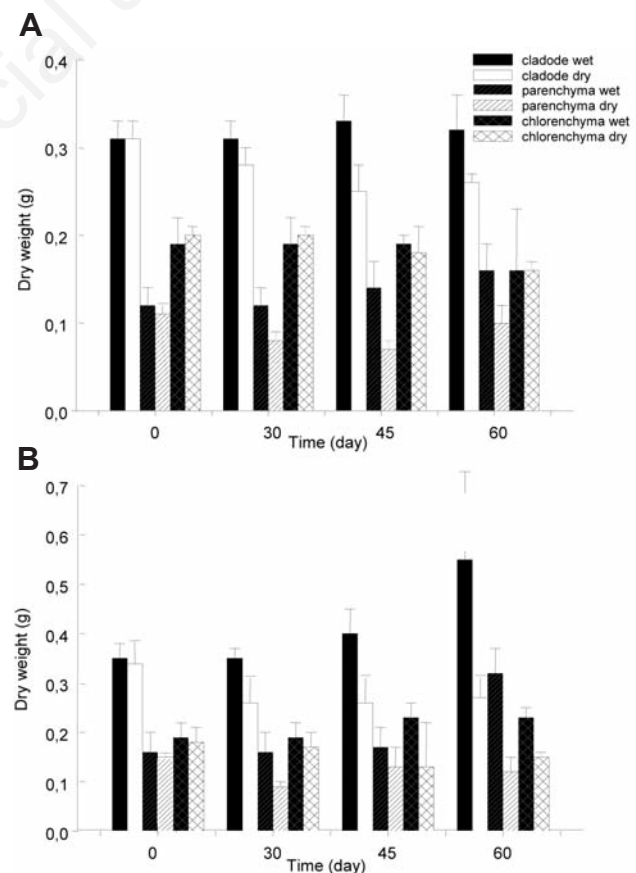 A
0,4
0,3
0,2
0,1
0,0
Dry weight (g)
cladode wet
cladode dry
parenchyma wet
parenchyma dry
chlorenchyma wet
chlorenchyma dry
0 30 45 60
Time (day)
B
0,7
0,6
0,5
0,4
0,3
0,2
0,1
0,0
Dry weight (g)
0 30 45 60
Time (day)